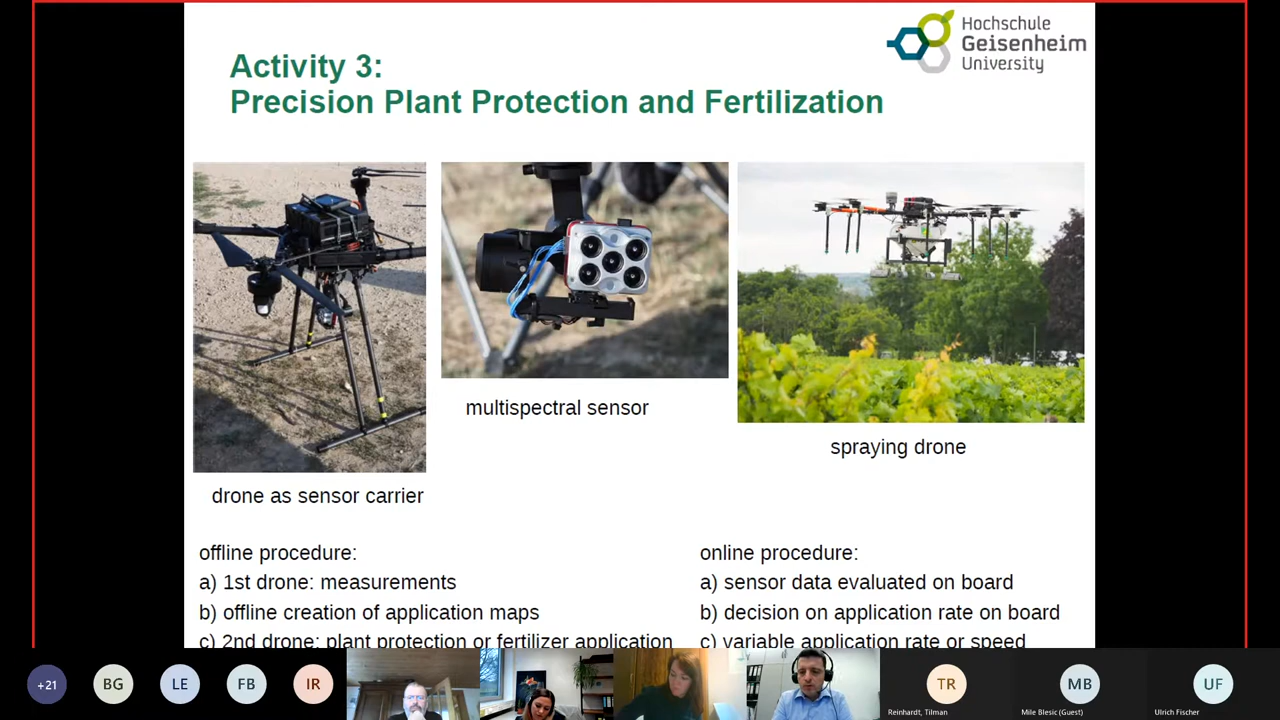 Hochschule
Geisenheim
University
Activity 3:
Precision Plant Protection and Fertilization
multispectral sensor
spraying drone
drone as sensor carrier
offline procedure:
a) 1st drone: measurements
b) offline creation of application maps
c) 2nd drone: plant protection or fertilizer application
online procedure:
a) sensor data evaluated on board
b) decision on application rate on board
c) variable application rate or speed
+21
BG
LE
FB
IR
TR
MB
UF
Reinhardt, Tilman
Mile Blesic (Guest)
Ulrich Fischer